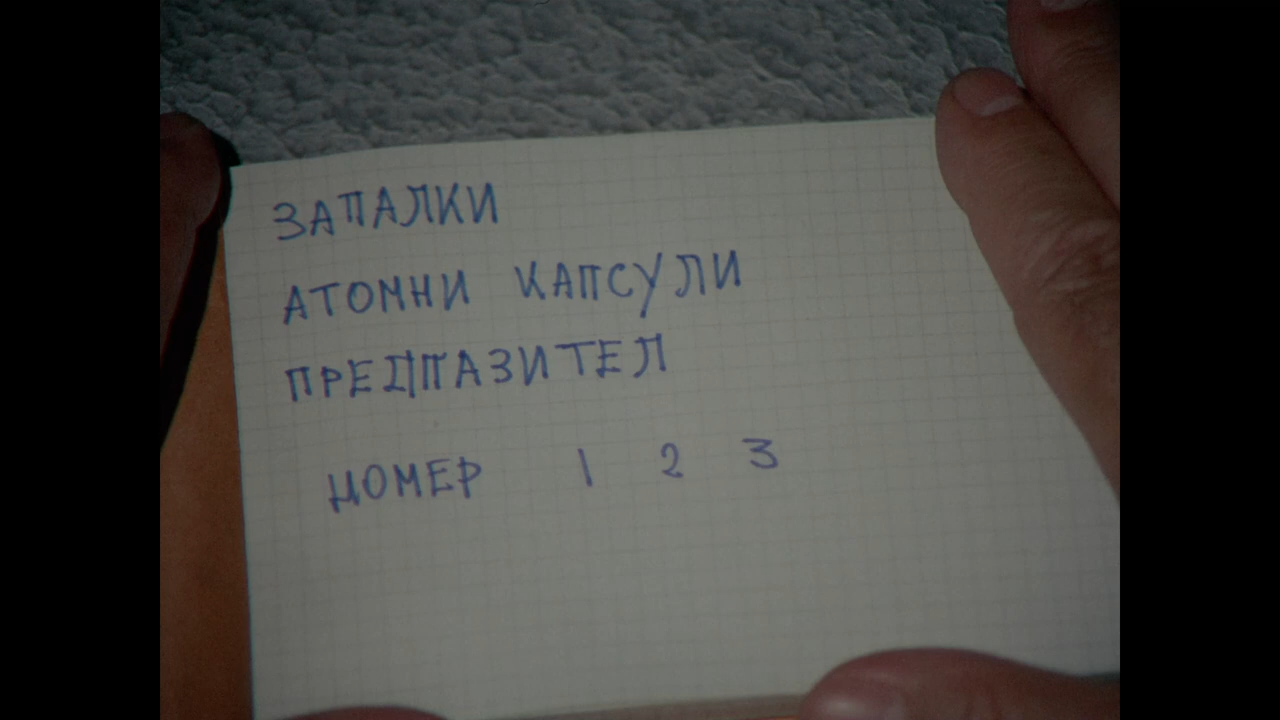 ЗАПАЛКИ
АТОМНИ КАПСУЛИ
ПРЕДПАЗИТЕЛ
НОМЕР 1 2 3